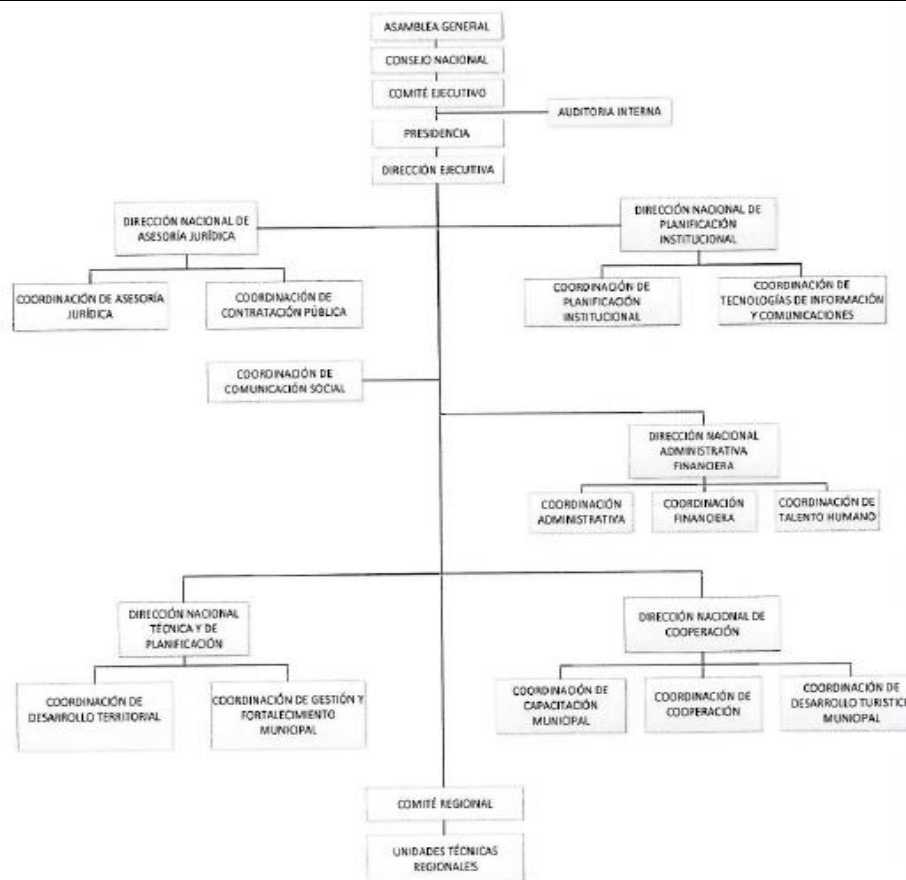 ASAMBLEA GENERAL
CONSEJO NACIONAL
COMITÉ EJECUTIVO
AUDITORIA INTERNA
PRESIDENCIA
DIRECCIÓN EJECUTIVA
DIRECCIÓN NACIONAL DE
ASESORÍA JURÍDICA
DIRECCIÓN NACIONAL DE
PLANIFICACIÓN
INSTITUCIONAL
COORDINACIÓN DE ASESORÍA
JURÍDICA
COORDINACIÓN DE
CONTRATACIÓN PÚBLICA
COORDINACIÓN DE
PLANIFICACIÓN
INSTITUCIONAL
COORDINACIÓN DE
TECNOLOGÍAS DE INFORMACIÓN
Y COMUNICACIONES
COORDINACIÓN DE
COMUNICACIÓN SOCIAL
DIRECCIÓN NACIONAL
ADMINISTRATIVA
FINANCIERA
COORDINACIÓN
ADMINISTRATIVA
COORDINACIÓN
FINANCIERA
COORDINACIÓN DE
TALENTO HUMANO
DIRECCIÓN NACIONAL
TÉCNICA Y DE
PLANIFICACIÓN
DIRECCIÓN NACIONAL DE
COOPERACIÓN
COORDINACIÓN DE
DESARROLLO TERRITORIAL
COORDINACIÓN DE GESTIÓN Y
FORTALECIMIENTO
MUNICIPAL
COORDINACIÓN DE
CAPACITACIÓN
MUNICIPAL
COORDINACIÓN DE
COOPERACIÓN
COORDINACIÓN DE
DESARROLLO TURISTIC
MUNICIPAL
COMITÉ REGIONAL
UNIDADES TÉCNICAS
REGIONALES